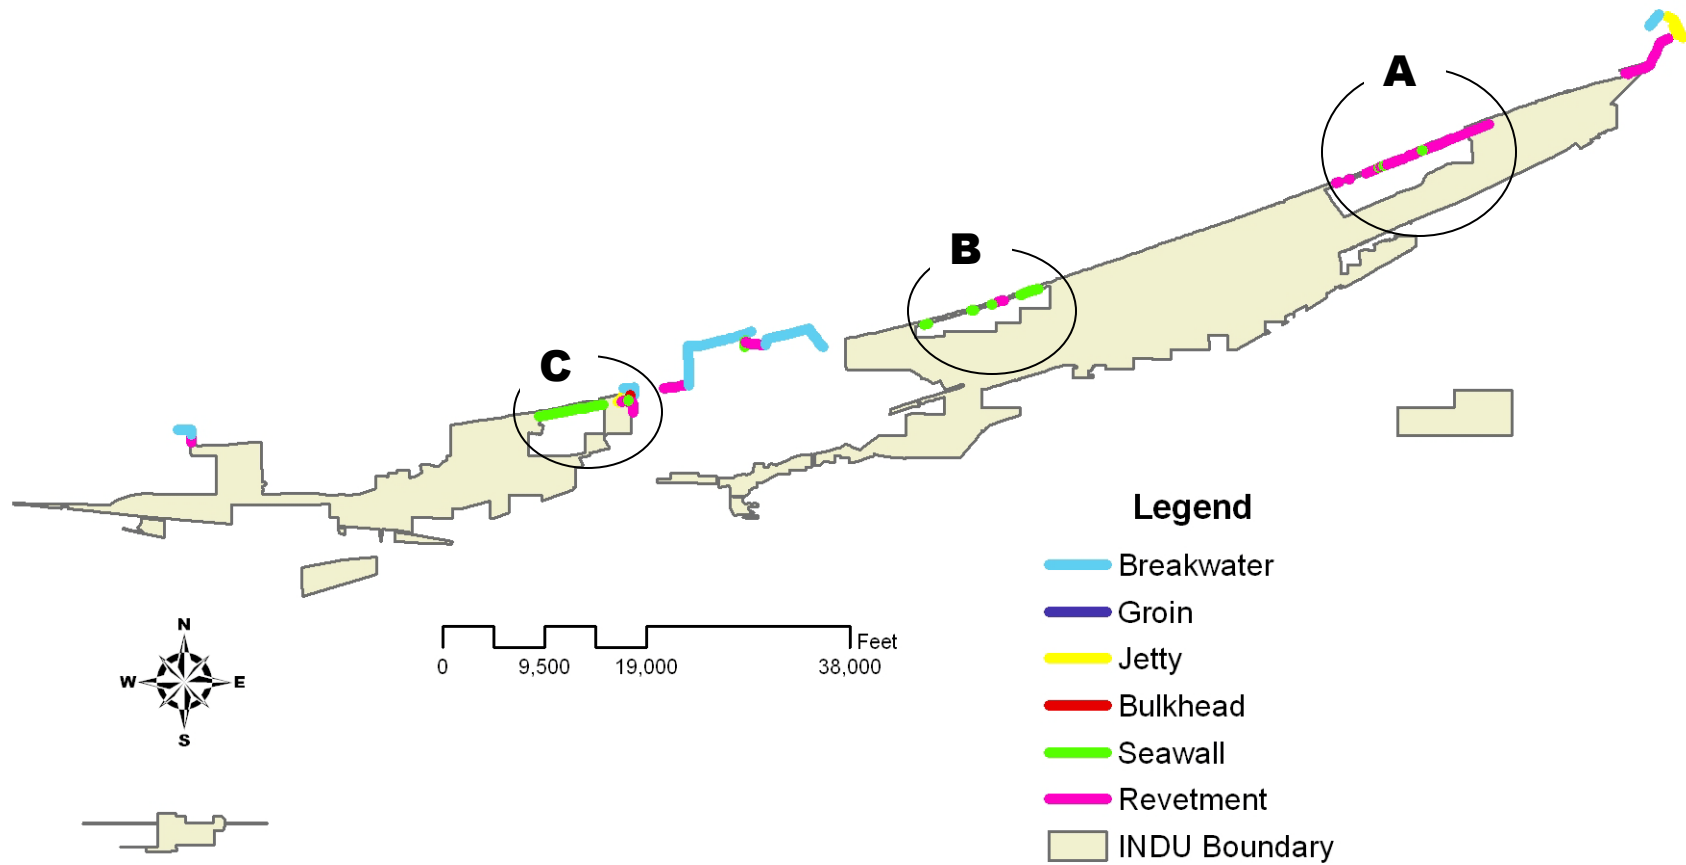 A
B
C
Legend
Breakwater
Groin
Jetty
Bulkhead
Seawall
Revetment
INDU Boundary
N
W E
S
Feet
0 9,500 19,000 38,000